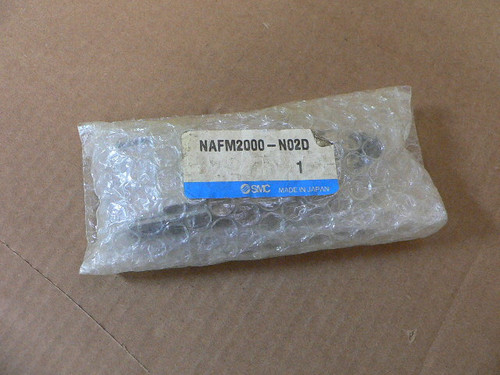 NAFM2000-N02D
1
SMC MADE IN JAPAN